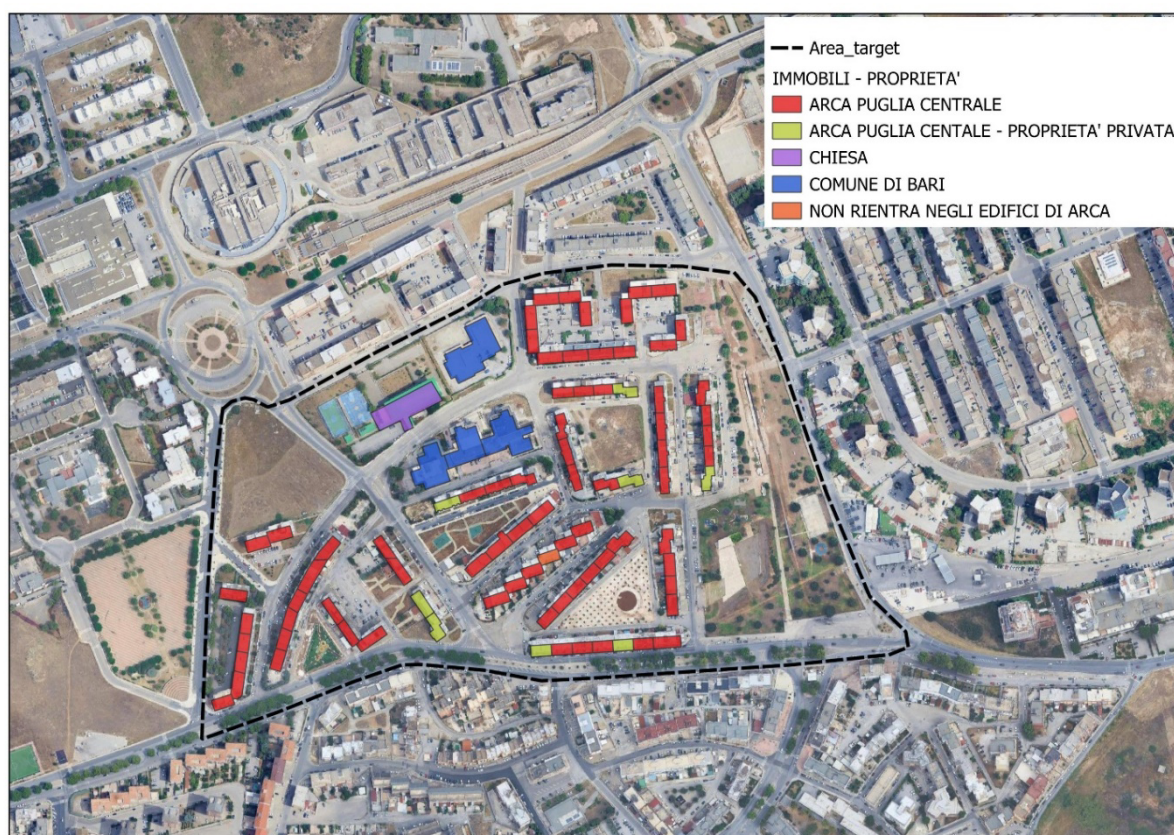 Area_target
IMMOBILI - PROPRIETA'
ARCA PUGLIA CENTRALE
ARCA PUGLIA CENTALE - PROPRIETA' PRIVATA
CHIESA
COMUNE DI BARI
NON RIENTRA NEGLI EDIFICI DI ARCA